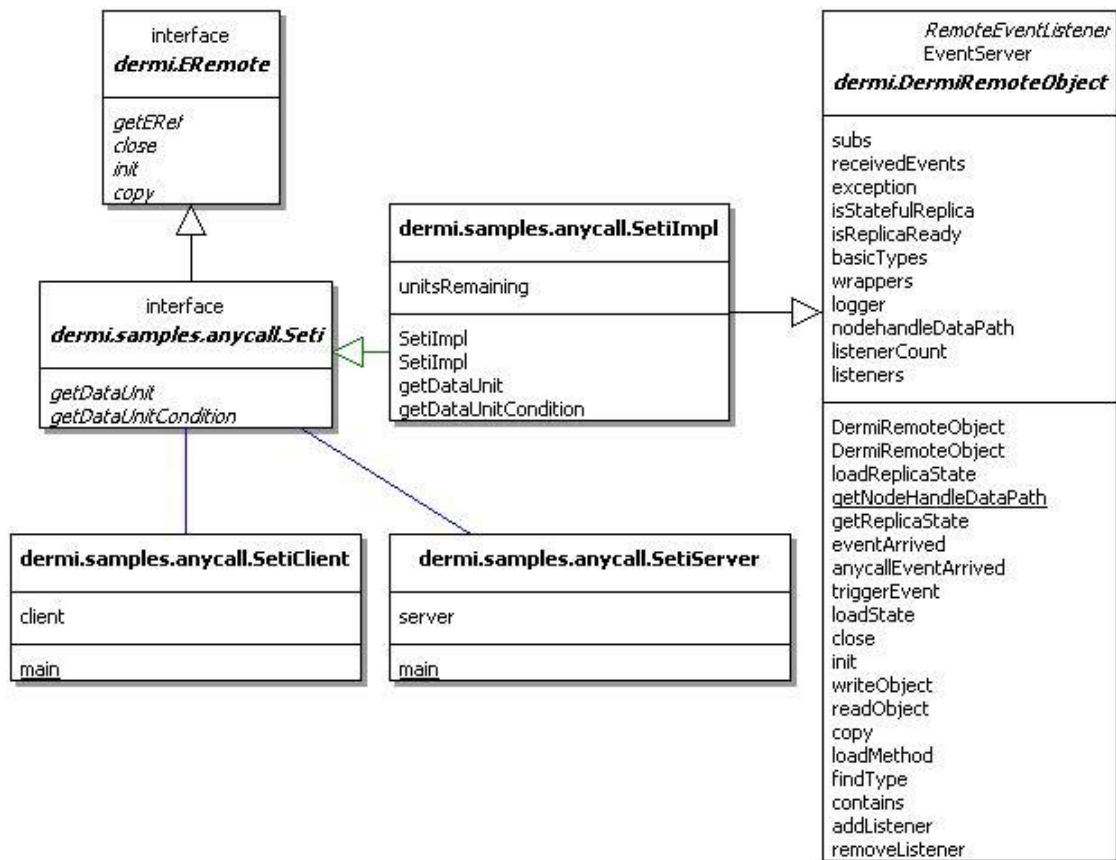 interface
dermi.ERemote
getERef
close
init
copy
interface
dermi.samples.anycall.Seti
getDataUnit
getDataUnitCondition
dermi.samples.anycall.SetiImpl
unitsRemaining
SetiImpl
SetiImpl
getDataUnit
getDataUnitCondition
RemoteEventListener
EventServer
dermi.DermiRemoteObject
subs
receivedEvents
exception
isStatefulReplica
isReplicaReady
basicTypes
wrappers
logger
nodehandleDataPath
listenerCount
listeners
DermiRemoteObject
DermiRemoteObject
loadReplicaState
getNodeHandleDataPath
getReplicaState
eventArrived
anycallEventArrived
triggerEvent
loadState
close
init
writeObject
readObject
copy
loadMethod
findType
contains
addListener
removeListener
dermi.samples.anycall.SetiClient
client
main
dermi.samples.anycall.SetiServer
server
main